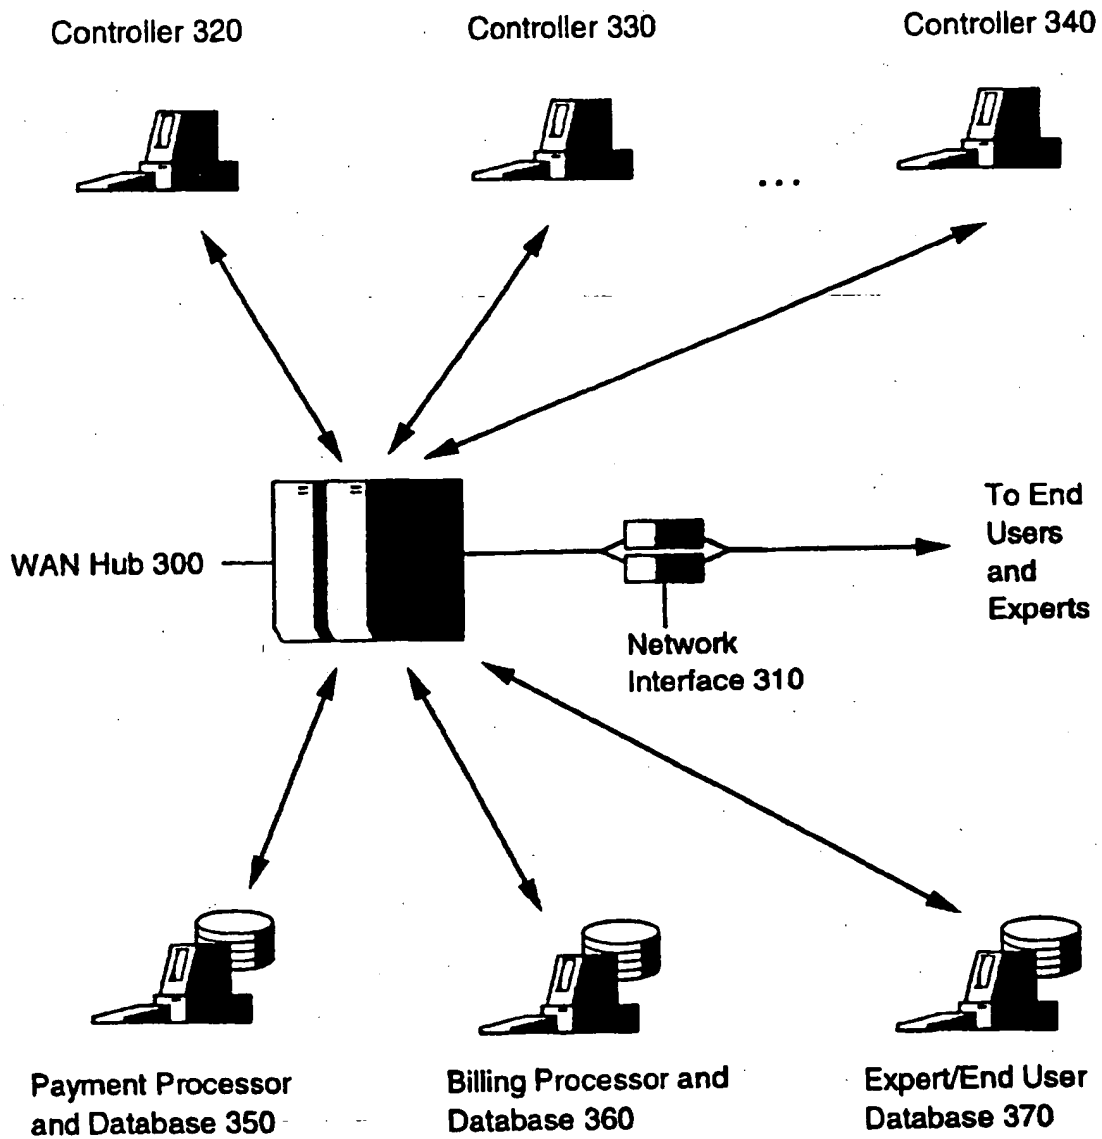 Controller 320
Controller 330
Controller 340
...
To End
Users
and
Experts
WAN Hub 300
Network
Interface 310
Payment Processor
and Database 350
Billing Processor and
Database 360
Expert/End User
Database 370